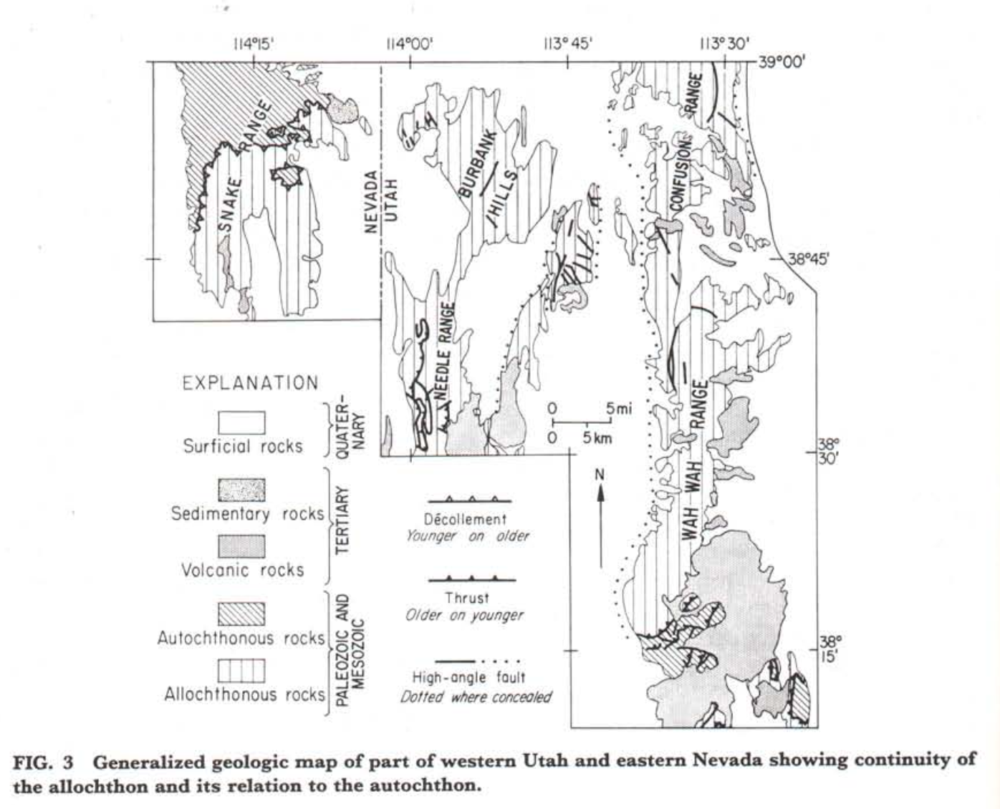 114°15'
114°00'
113°45'
113°30'
39°00'
SNAKE RANGE
NEVADA
UTAH
BURBANK
HILLS
CONFUSION RANGE
38°45'
NEEDLE RANGE
0 5mi
0 5km
WAH WAH RANGE
38°
30'
N
38°
15'
EXPLANATION
Surficial rocks
QUATER-
NARY
Sedimentary rocks
Volcanic rocks
TERTIARY
Autochthonous rocks
Allochthonous rocks
PALEOZOIC AND
MESOZOIC
Décollement
Younger on older
Thrust
Older on younger
High-angle fault
Dotted where concealed
FIG. 3 Generalized geologic map of part of western Utah and eastern Nevada showing continuity of
the allochthon and its relation to the autochthon.